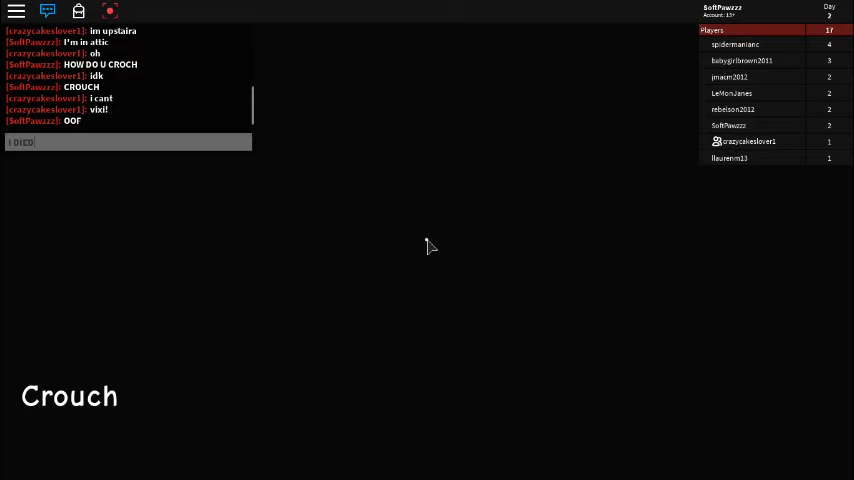 SoftPawzzz
Account: 13+
Day
2
[crazycakeslover1]: im upstaira
[SoftPawzzz]: I'm in attic
[crazycakeslover1]: oh
[SoftPawzzz]: HOW DO U CROCH
[crazycakeslover1]: idk
[SoftPawzzz]: CROUCH
[crazycakeslover1]: i cant
[crazycakeslover1]: vixi!
[SoftPawzzz]: OOF
I DIED
Players 17
spidermanianc 4
babygirlbrown2011 3
jmacm2012 2
LeMonJanes 2
rebelson2012 2
SoftPawzzz 2
crazycakeslover1 1
llaurenm13 1
Crouch